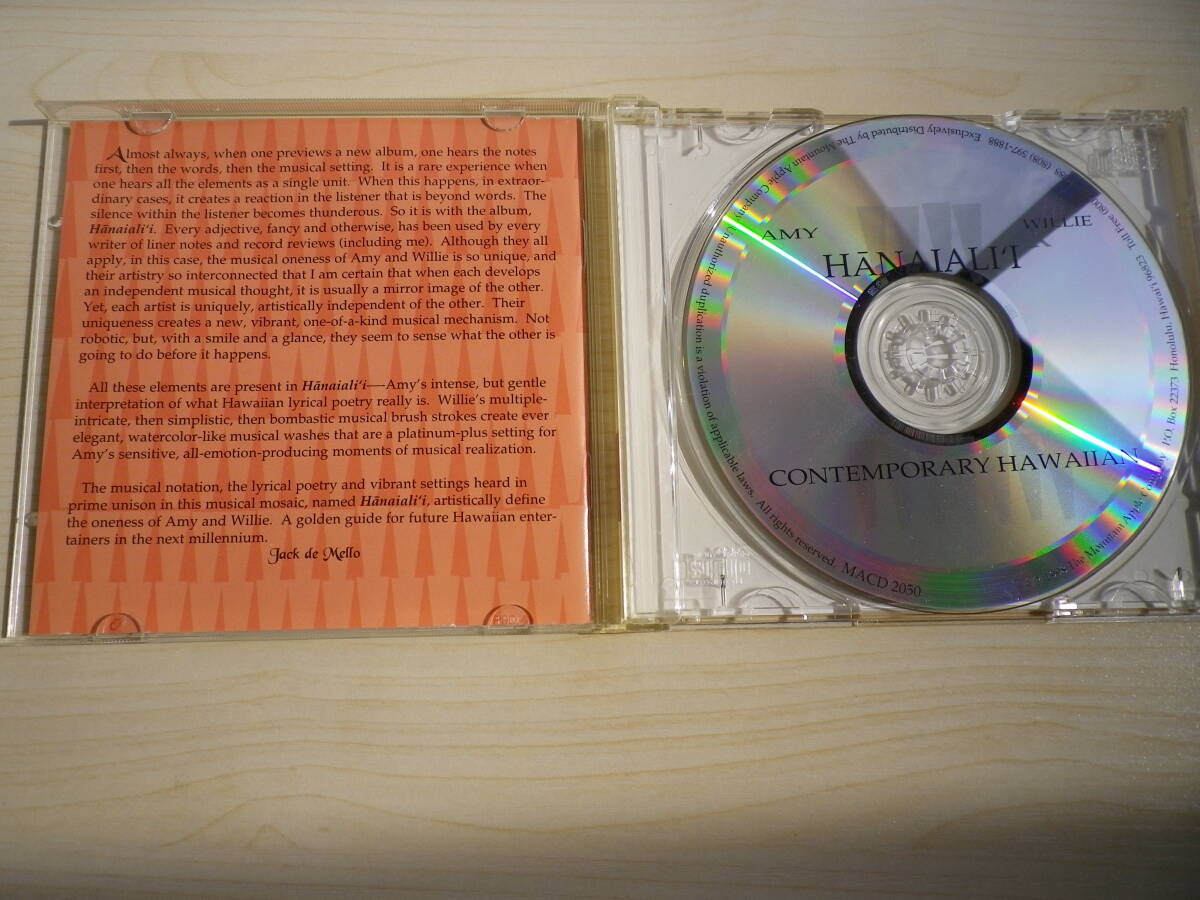 Almost always, when one previews a new album, one hears the notes
first, then the words, then the musical setting. It is a rare experience when
one hears all the elements as a single unit. When this happens, in extraor-
dinary cases, it creates a reaction in the listener that is beyond words. The
silence within the listener becomes thunderous. So it is with the album,
Hānaiali‘i. Every adjective, fancy and otherwise, has been used by every
writer of liner notes and record reviews (including me). Although they all
apply, in this case, the musical oneness of Amy and Willie is so unique, and
their artistry so interconnected that I am certain that when each develops
an independent musical thought, it is usually a mirror image of the other.
Yet, each artist is uniquely, artistically independent of the other. Their
uniqueness creates a new, vibrant, one-of-a-kind musical mechanism. Not
robotic, but, with a smile and a glance, they seem to sense what the other is
going to do before it happens.
All these elements are present in Hānaiali‘i—Amy's intense, but gentle
interpretation of what Hawaiian lyrical poetry really is. Willie's multiple-
intricate, then simplistic, then bombastic musical brush strokes create ever
elegant, watercolor-like musical washes that are a platinum-plus setting for
Amy's sensitive, all-emotion-producing moments of musical realization.
The musical notation, the lyrical poetry and vibrant settings heard in
prime unison in this musical mosaic, named Hānaiali‘i, artistically define
the oneness of Amy and Willie. A golden guide for future Hawaiian enter-
tainers in the next millennium.
Jack de Mello
AMY
WILLIE
HĀNAIALI‘I
CONTEMPORARY HAWAIIAN
The Mountain Apple Company P.O. Box 22373 Honolulu, Hawai‘i 96823 Toll Free (800) (808) 597-1888 Exclusively Distributed by The Mountain Apple Company Unauthorized duplication is a violation of applicable laws. All rights reserved. MACD 2050